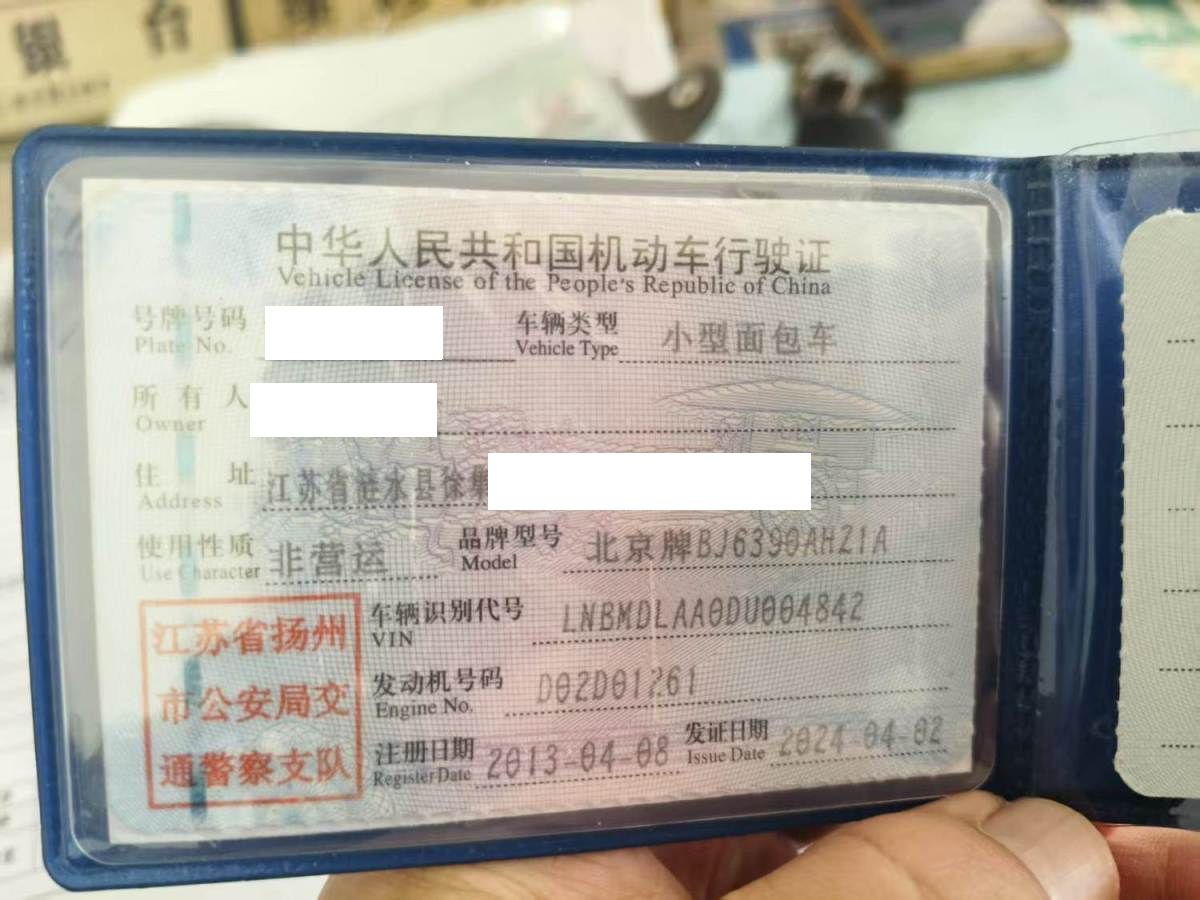 银 台
中华人民共和国机动车行驶证
Vehicle License of the People's Republic of China
号牌号码 车辆类型 小型面包车
Plate No. Vehicle Type
所有人
Owner
住址 江苏省涟水县徐集
Address
使用性质 非营运 品牌型号 北京牌BJ6390AHZ1A
Use Character Model
江苏省扬州
市公安局交
通警察支队
车辆识别代号 LNBMDLAA0DU004842
VIN
发动机号码 D02D01261
Engine No.
注册日期 2013-04-08 发证日期 2024-04-02
Register Date Issue Date